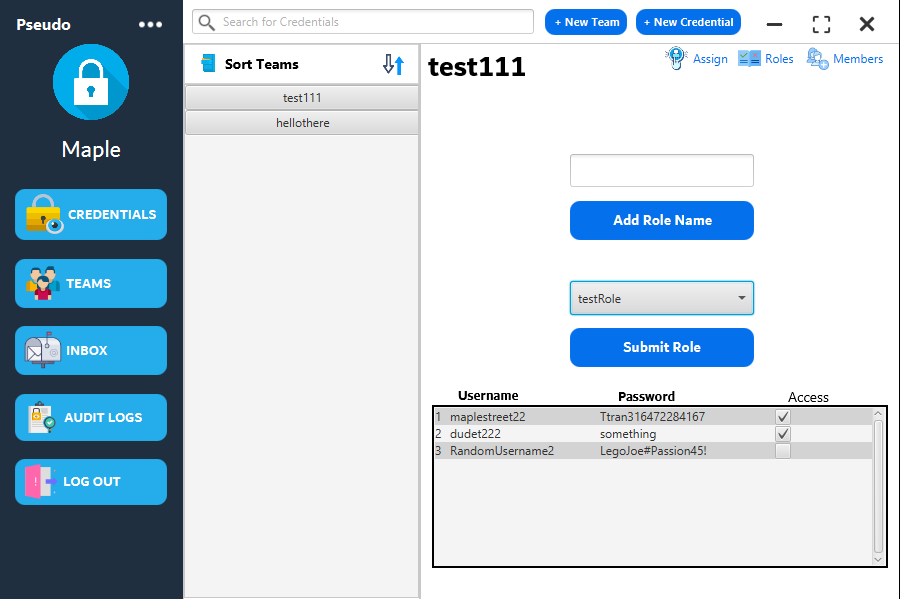 Pseudo
Maple
CREDENTIALS
TEAMS
INBOX
AUDIT LOGS
LOG OUT
Search for Credentials
+ New Team
+ New Credential
Sort Teams
test111
hellothere
test111
Assign
Roles
Members
Add Role Name
testRole
Submit Role
Username Password Access
1 maplestreet22 Ttran316472284167
2 dudet222 something
3 RandomUsername2 LegoJoe#Passion45!